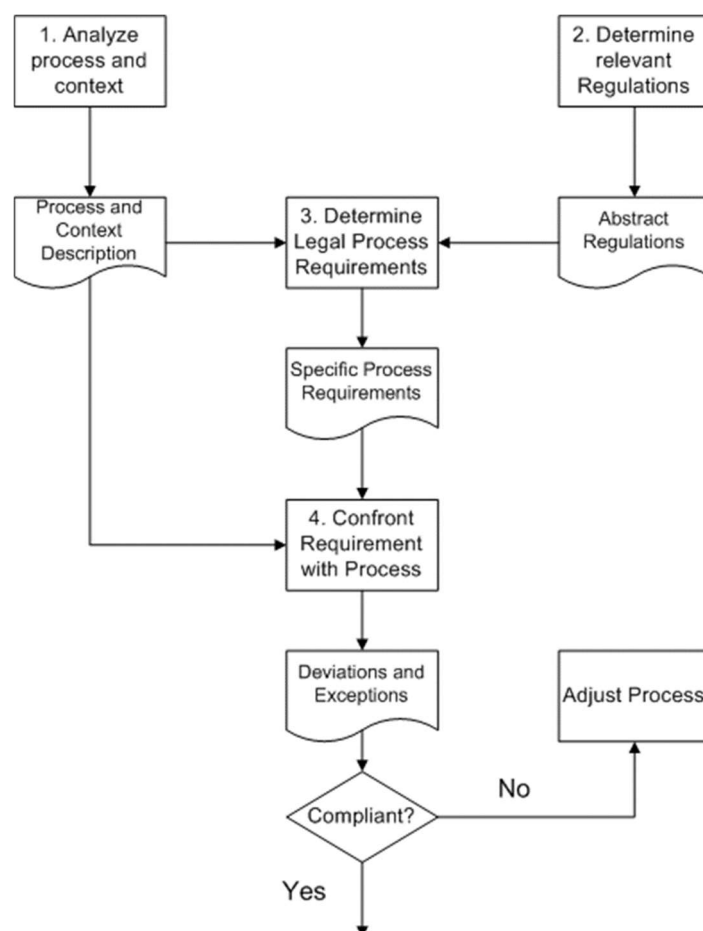 1. Analyze
process and
context
2. Determine
relevant
Regulations
Process and
Context
Description
3. Determine
Legal Process
Requirements
Abstract
Regulations
Specific Process
Requirements
4. Confront
Requirement
with Process
Deviations and
Exceptions
Adjust Process
Compliant?
No
Yes